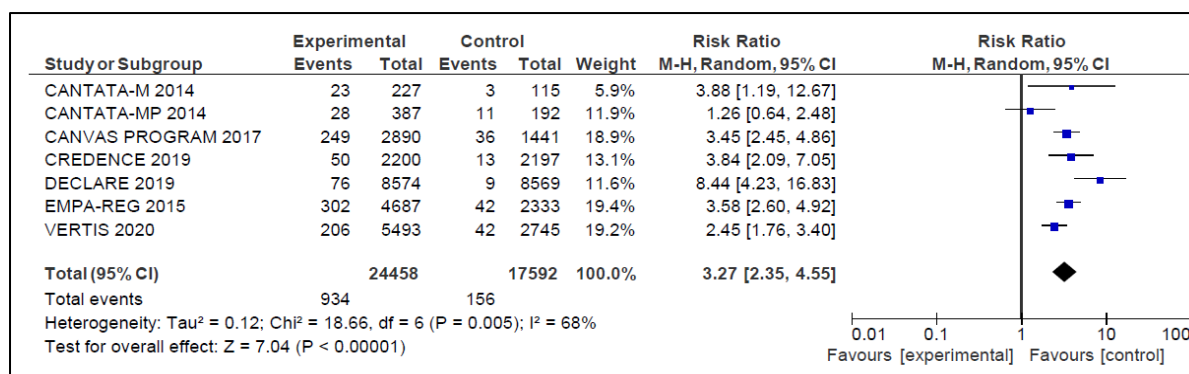 Experimental Control Risk Ratio Risk Ratio
Study or Subgroup Events Total Events Total Weight M-H, Random, 95% CI M-H, Random, 95% CI
CANTATA-M 2014 23 227 3 115 5.9% 3.88 [1.19, 12.67]
CANTATA-MP 2014 28 387 11 192 11.9% 1.26 [0.64, 2.48]
CANVAS PROGRAM 2017 249 2890 36 1441 18.9% 3.45 [2.45, 4.86]
CREDENCE 2019 50 2200 13 2197 13.1% 3.84 [2.09, 7.05]
DECLARE 2019 76 8574 9 8569 11.6% 8.44 [4.23, 16.83]
EMPA-REG 2015 302 4687 42 2333 19.4% 3.58 [2.60, 4.92]
VERTIS 2020 206 5493 42 2745 19.2% 2.45 [1.76, 3.40]
Total (95% CI) 24458 17592 100.0% 3.27 [2.35, 4.55]
Total events 934 156
Heterogeneity: Tau² = 0.12; Chi² = 18.66, df = 6 (P = 0.005); I² = 68%
Test for overall effect: Z = 7.04 (P < 0.00001)
0.01 0.1 1 10 100
Favours [experimental] Favours [control]